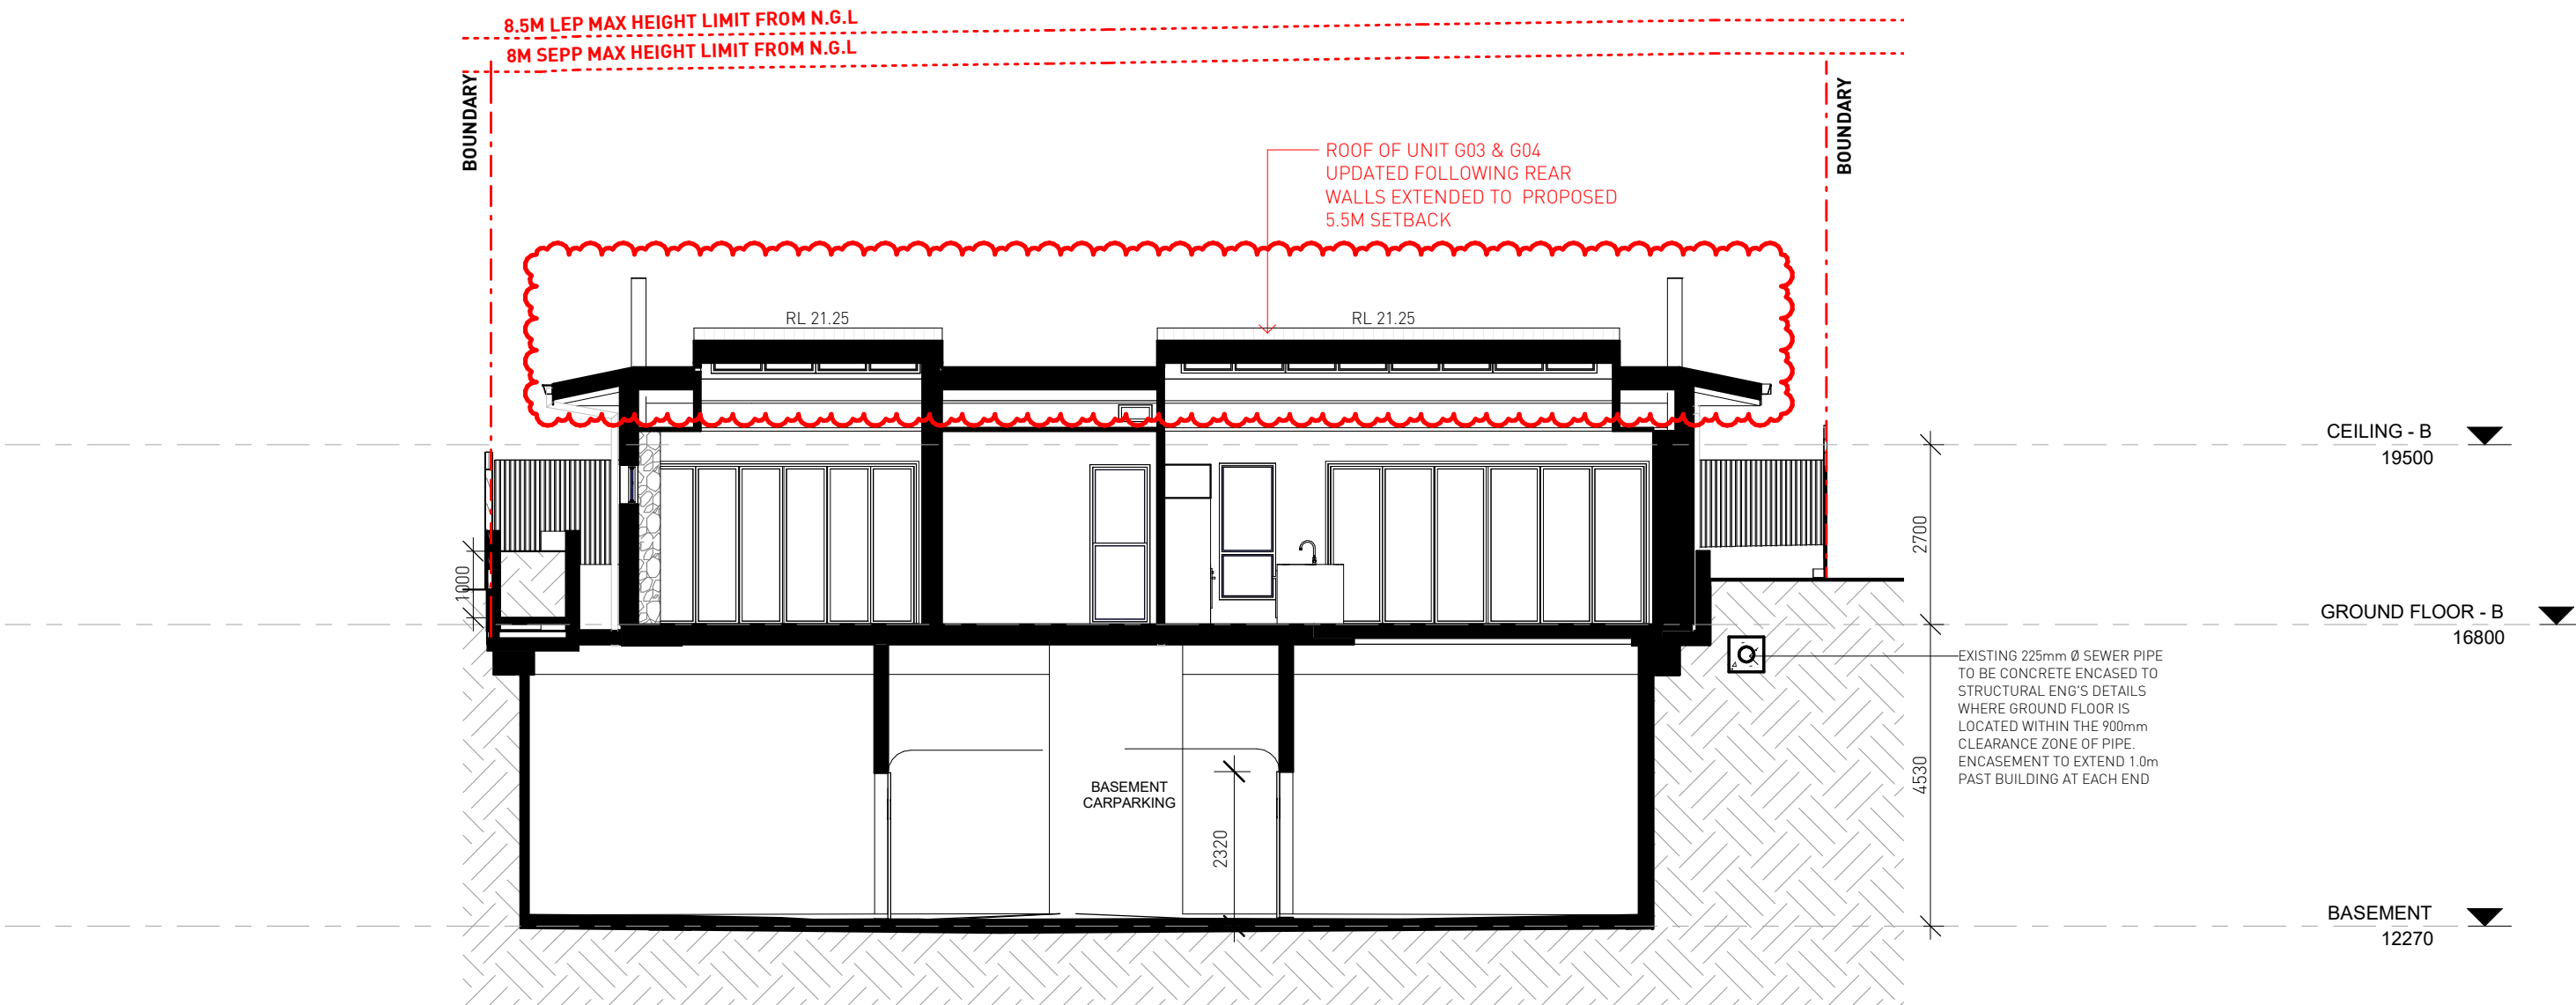 8.5M LEP MAX HEIGHT LIMIT FROM N.G.L
8M SEPP MAX HEIGHT LIMIT FROM N.G.L
BOUNDARY
BOUNDARY
ROOF OF UNIT G03 & G04
UPDATED FOLLOWING REAR
WALLS EXTENDED TO PROPOSED
5.5M SETBACK
RL 21.25
RL 21.25
CEILING - B
19500
2700
1000
GROUND FLOOR - B
16800
EXISTING 225mm Ø SEWER PIPE
TO BE CONCRETE ENCASED TO
STRUCTURAL ENG'S DETAILS
WHERE GROUND FLOOR IS
LOCATED WITHIN THE 900mm
CLEARANCE ZONE OF PIPE.
ENCASEMENT TO EXTEND 1.0m
PAST BUILDING AT EACH END
4530
BASEMENT
CARPARKING
2320
BASEMENT
12270